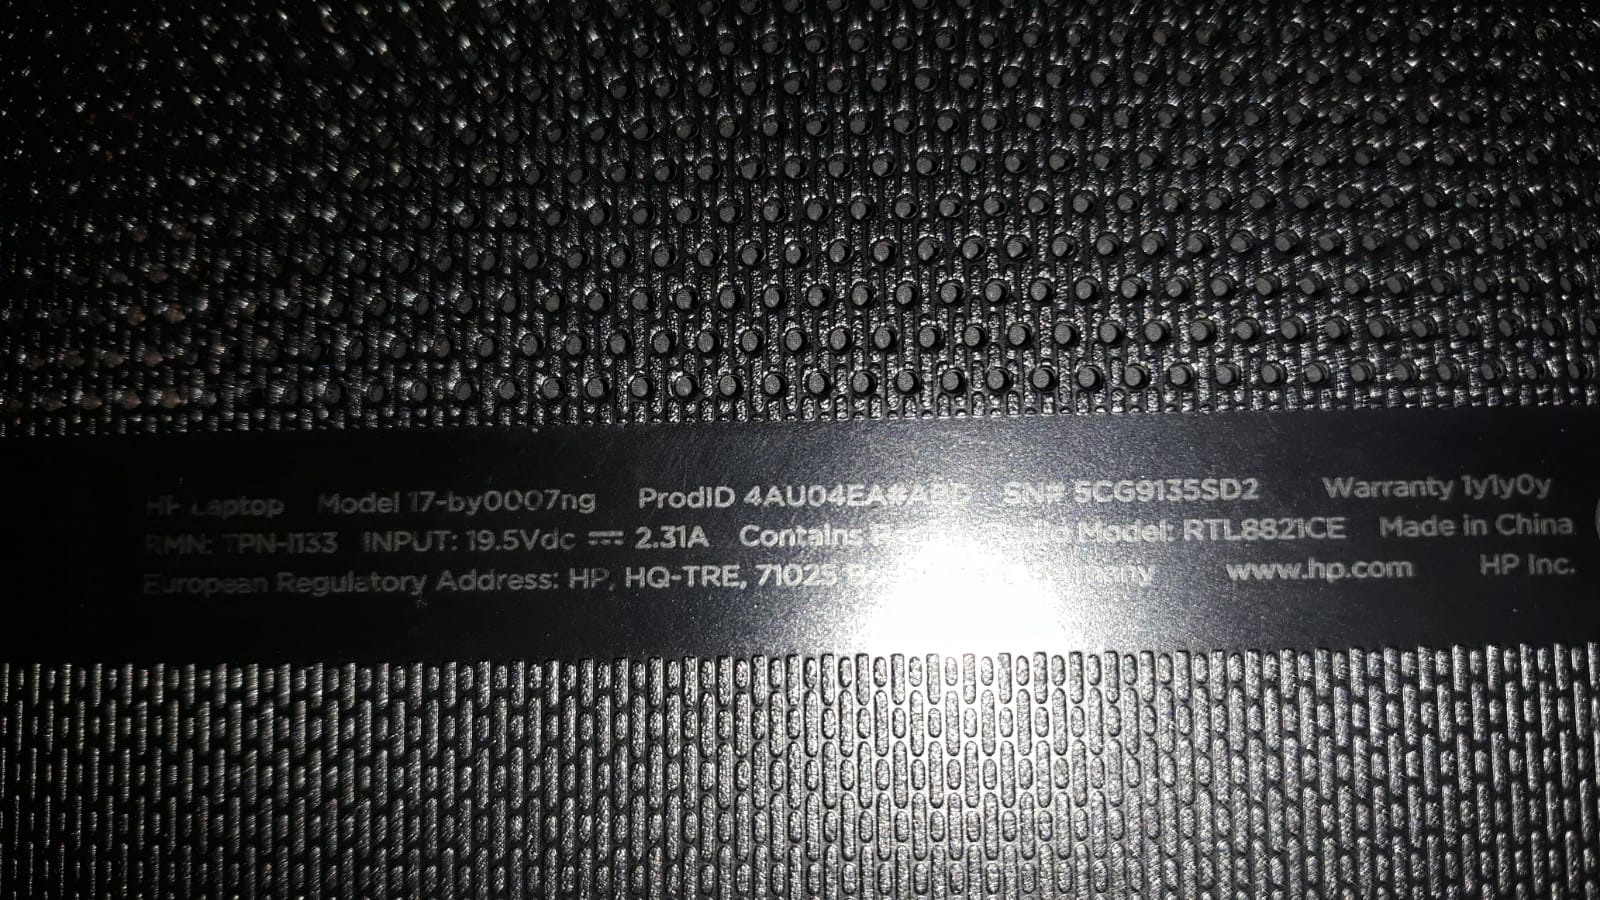 HP Laptop Model 17-by0007ng ProdID 4AU04EA#ABD SN# 5CG9135SD2 Warranty 1y1y0y
RMN: TPN-I133 INPUT: 19.5Vdc ⎓ 2.31A Contains Model: RTL8821CE Made in China
European Regulatory Address: HP, HQ-TRE, 71025 Germany www.hp.com HP Inc.